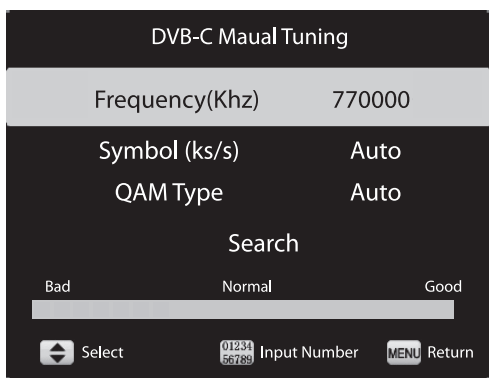 DVB-C Maual Tuning
Frequency(Khz) 770000
Symbol (ks/s) Auto
QAM Type Auto
Search
Bad Normal Good
Select 01234 56789 Input Number MENU Return